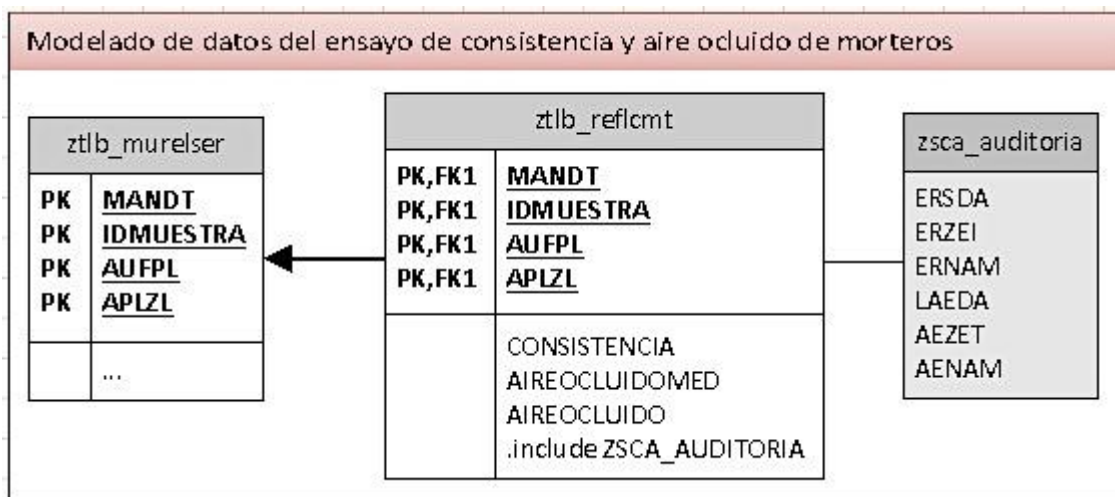 Modelado de datos del ensayo de consistencia y aire ocluido de morteros
ztlb_murelser
PK MANDT
PK IDMUESTRA
PK AUFPL
PK APLZL
...
ztlb_reflcmt
PK,FK1 MANDT
PK,FK1 IDMUESTRA
PK,FK1 AUFPL
PK,FK1 APLZL
CONSISTENCIA
AIREOCLUIDOMED
AIREOCLUIDO
.include ZSCA_AUDITORIA
zsca_auditoria
ERSDA
ERZEI
ERNAM
LAEDA
AEZET
AENAM